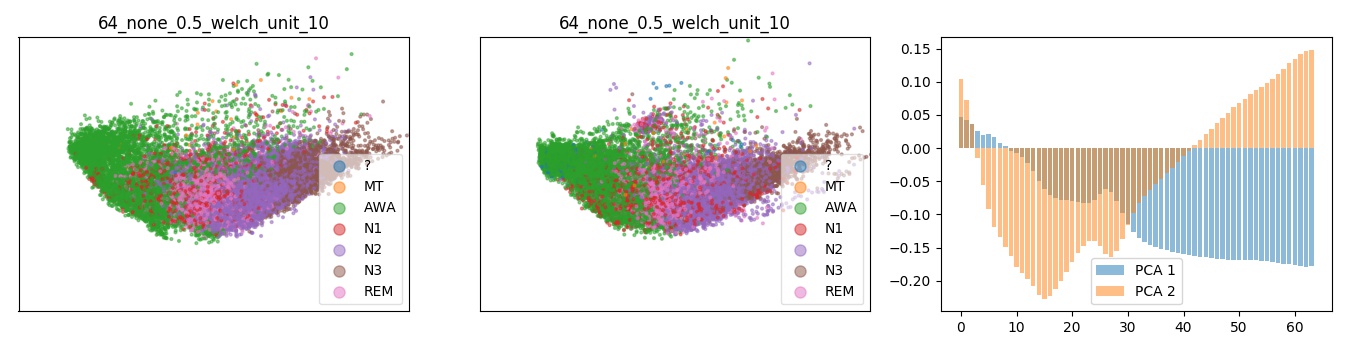 64_none_0.5_welch_unit_10
?
MT
AWA
N1
N2
N3
REM
64_none_0.5_welch_unit_10
?
MT
AWA
N1
N2
N3
REM
0.15
0.10
0.05
0.00
−0.05
−0.10
−0.15
−0.20
PCA 1
PCA 2
0 10 20 30 40 50 60